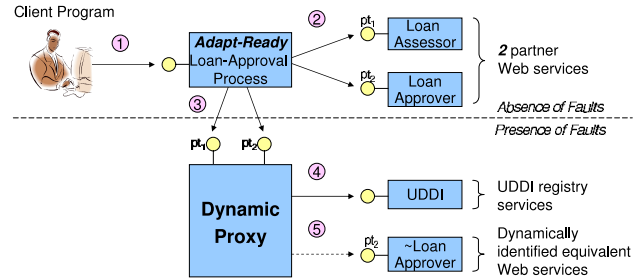 Client Program
1
Adapt-Ready
Loan-Approval
Process
2
pt1
Loan
Assessor
pt2
Loan
Approver
2 partner
Web services
Absence of Faults
Presence of Faults
3
pt1
pt2
Dynamic
Proxy
4
UDDI
UDDI registry
services
5
pt2
~Loan
Approver
Dynamically
identified equivalent
Web services